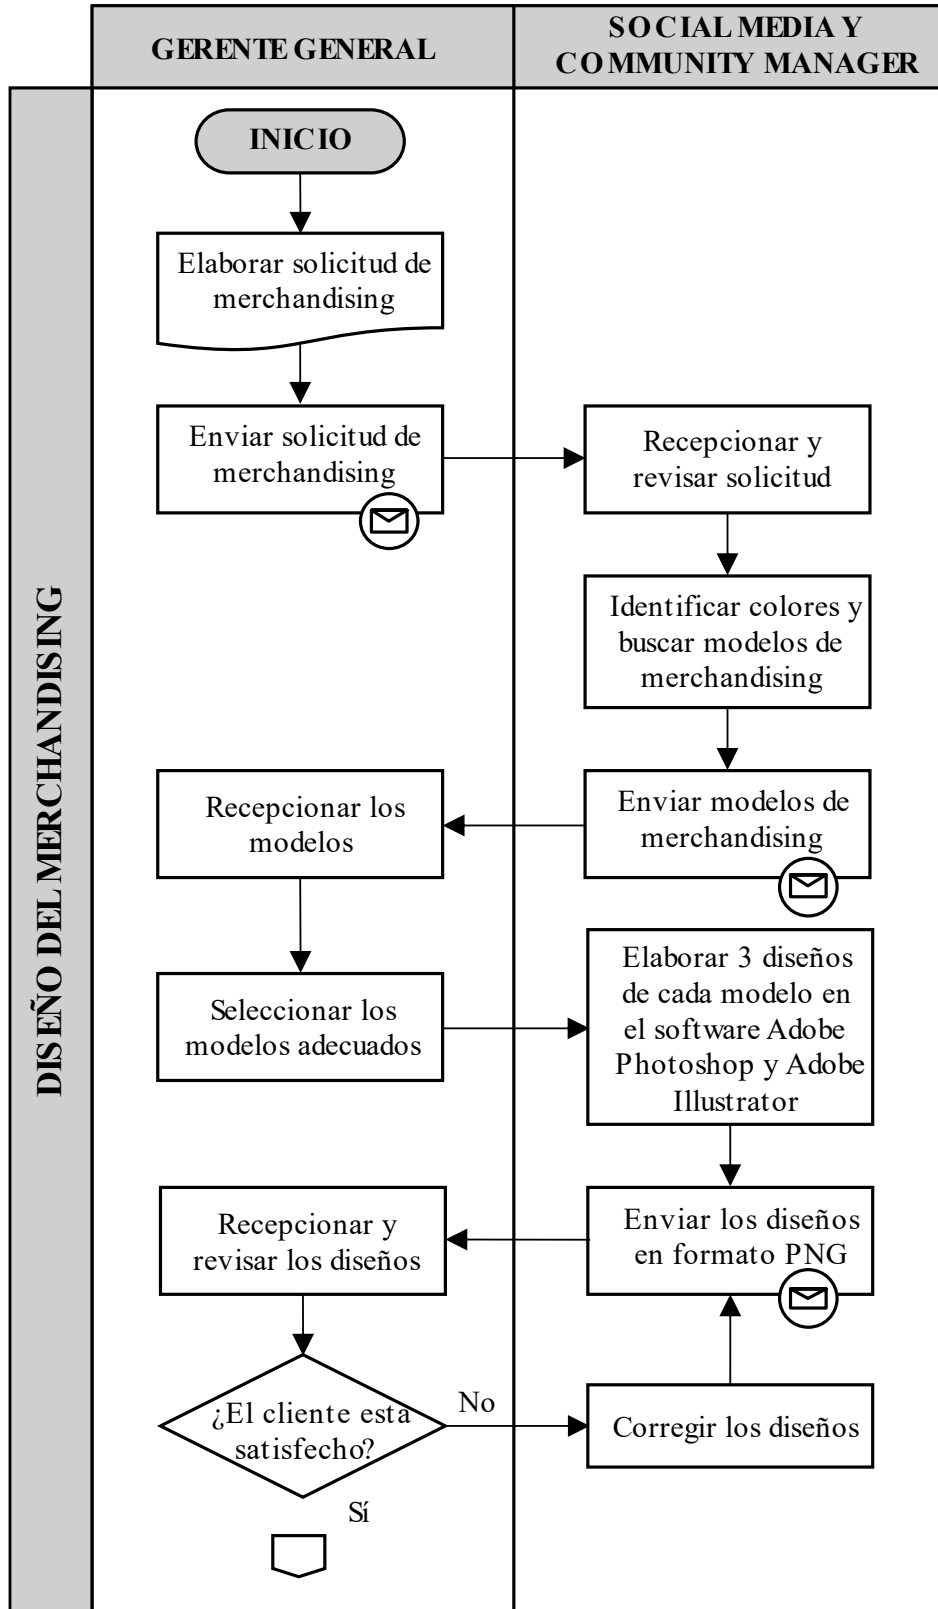 GERENTE GENERAL
SOCIAL MEDIA Y
COMMUNITY MANAGER
DISEÑO DEL MERCHANDISING
INICIO
Elaborar solicitud de
merchandising
Enviar solicitud de
merchandising
Recepcionar y
revisar solicitud
Identificar colores y
buscar modelos de
merchandising
Enviar modelos de
merchandising
Recepcionar los
modelos
Seleccionar los
modelos adecuados
Elaborar 3 diseños
de cada modelo en
el software Adobe
Photoshop y Adobe
Illustrator
Enviar los diseños
en formato PNG
Recepcionar y
revisar los diseños
¿El cliente esta
satisfecho?
No
Corregir los diseños
Sí